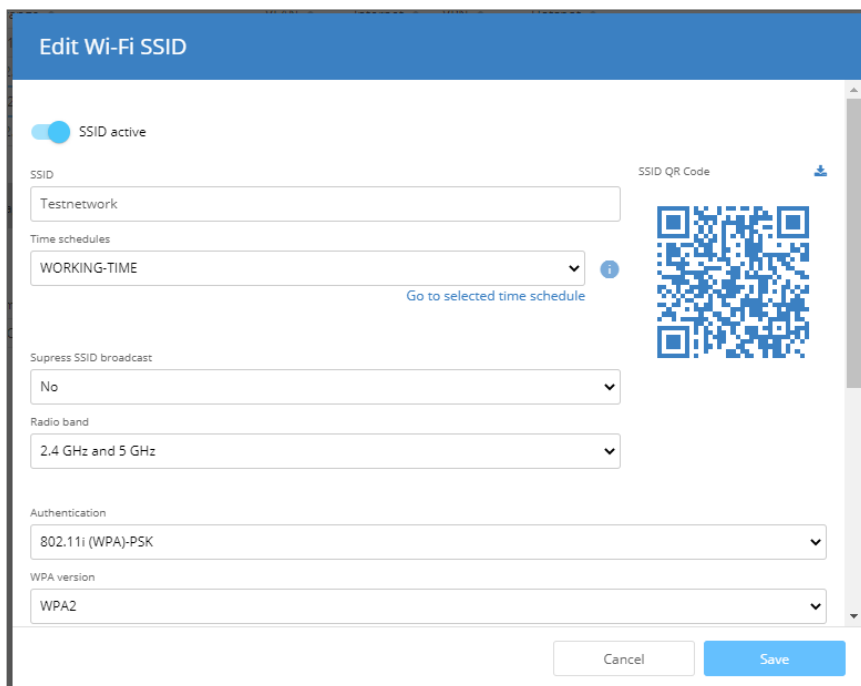 Edit Wi-Fi SSID
SSID active
SSID
SSID QR Code
Testnetwork
Time schedules
WORKING-TIME
Go to selected time schedule
Supress SSID broadcast
No
Radio band
2.4 GHz and 5 GHz
Authentication
802.11i (WPA)-PSK
WPA version
WPA2
Cancel
Save